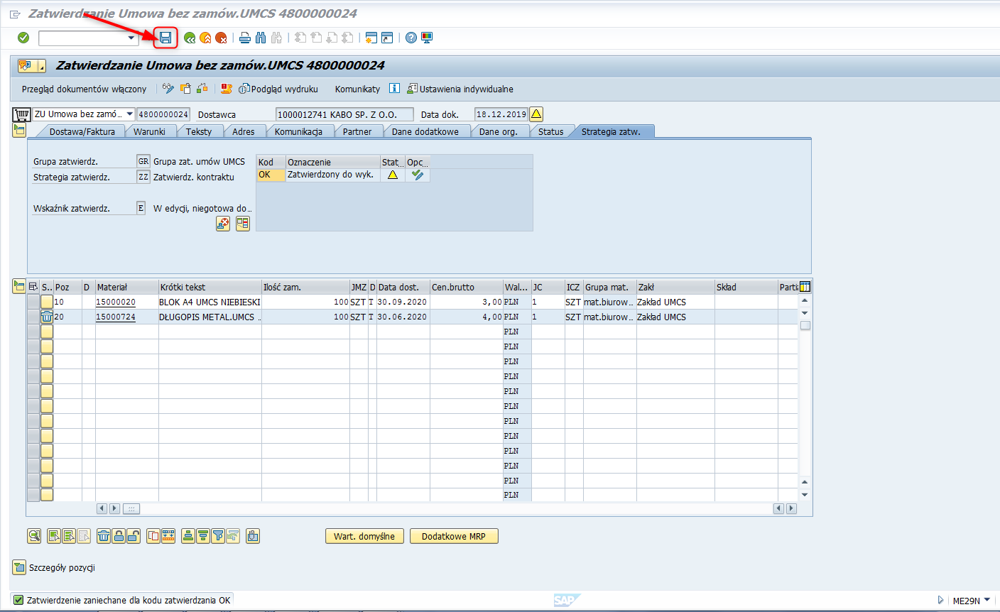 Zatwierdzanie Umowa bez zamów.UMCS 4800000024
Zatwierdzanie Umowa bez zamów.UMCS 4800000024
Przegląd dokumentów włączony Podgląd wydruku Komunikaty Ustawienia indywidualne
ZU Umowa bez zamó... 4800000024 Dostawca 1000012741 KABO SP. Z O.O. Data dok. 18.12.2019
Dostawa/Faktura Warunki Teksty Adres Komunikacja Partner Dane dodatkowe Dane org. Status Strategia zatw.
Grupa zatwierdz. GR Grupa zat. umów UMCS Kod Oznaczenie Stat... Opc...
Strategia zatwierdz. ZZ Zatwierdz. kontraktu OK Zatwierdzony do wyk.
Wskaźnik zatwierdz. E W edycji, niegotowa do...
S.. Poz D Materiał Krótki tekst Ilość zam. JMZ D Data dost. Cen.brutto Wal... JC ICZ Grupa mat. Zakł Skład Parti
10 15000020 BLOK A4 UMCS NIEBIESKI 100 SZT T 30.09.2020 3,00 PLN 1 SZT mat.biurow... Zakład UMCS
20 15000724 DŁUGOPIS METAL.UMCS .. 100 SZT T 30.06.2020 4,00 PLN 1 SZT mat.biurow... Zakład UMCS
PLN
PLN
PLN
PLN
PLN
PLN
PLN
PLN
PLN
PLN
PLN
PLN
Wart. domyślne Dodatkowe MRP
Szczegóły pozycji
Zatwierdzenie zaniechane dla kodu zatwierdzania OK SAP ME29N